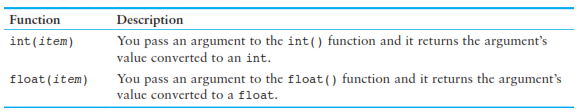 Function Description
int(item) You pass an argument to the int() function and it returns the argument's
value converted to an int.
float(item) You pass an argument to the float() function and it returns the argument's
value converted to a float.